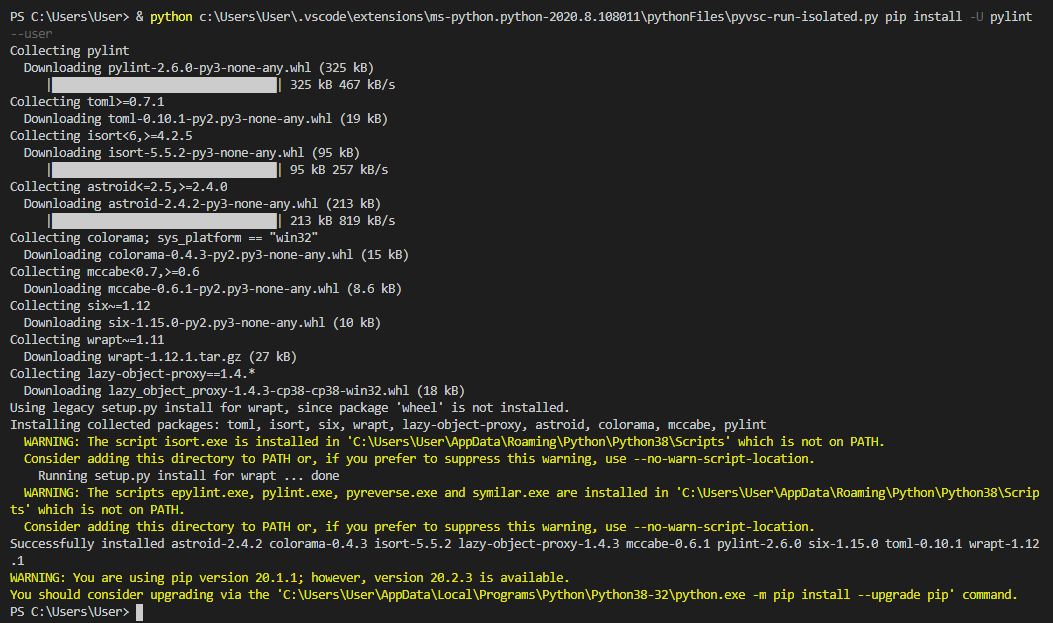 PS C:\Users\User> & python c:\Users\User\.vscode\extensions\ms-python.python-2020.8.108011\pythonFiles\pyvsc-run-isolated.py pip install -U pylint
--user
Collecting pylint
Downloading pylint-2.6.0-py3-none-any.whl (325 kB)
| | 325 kB 467 kB/s
Collecting toml>=0.7.1
Downloading toml-0.10.1-py2.py3-none-any.whl (19 kB)
Collecting isort<6,>=4.2.5
Downloading isort-5.5.2-py3-none-any.whl (95 kB)
| | 95 kB 257 kB/s
Collecting astroid<=2.5,>=2.4.0
Downloading astroid-2.4.2-py3-none-any.whl (213 kB)
| | 213 kB 819 kB/s
Collecting colorama; sys_platform == "win32"
Downloading colorama-0.4.3-py2.py3-none-any.whl (15 kB)
Collecting mccabe<0.7,>=0.6
Downloading mccabe-0.6.1-py2.py3-none-any.whl (8.6 kB)
Collecting six~=1.12
Downloading six-1.15.0-py2.py3-none-any.whl (10 kB)
Collecting wrapt~=1.11
Downloading wrapt-1.12.1.tar.gz (27 kB)
Collecting lazy-object-proxy==1.4.*
Downloading lazy_object_proxy-1.4.3-cp38-cp38-win32.whl (18 kB)
Using legacy setup.py install for wrapt, since package 'wheel' is not installed.
Installing collected packages: toml, isort, six, wrapt, lazy-object-proxy, astroid, colorama, mccabe, pylint
WARNING: The script isort.exe is installed in 'C:\Users\User\AppData\Roaming\Python\Python38\Scripts' which is not on PATH.
Consider adding this directory to PATH or, if you prefer to suppress this warning, use --no-warn-script-location.
Running setup.py install for wrapt ... done
WARNING: The scripts epylint.exe, pylint.exe, pyreverse.exe and symilar.exe are installed in 'C:\Users\User\AppData\Roaming\Python\Python38\Scrip
ts' which is not on PATH.
Consider adding this directory to PATH or, if you prefer to suppress this warning, use --no-warn-script-location.
Successfully installed astroid-2.4.2 colorama-0.4.3 isort-5.5.2 lazy-object-proxy-1.4.3 mccabe-0.6.1 pylint-2.6.0 six-1.15.0 toml-0.10.1 wrapt-1.12
.1
WARNING: You are using pip version 20.1.1; however, version 20.2.3 is available.
You should consider upgrading via the 'C:\Users\User\AppData\Local\Programs\Python\Python38-32\python.exe -m pip install --upgrade pip' command.
PS C:\Users\User>